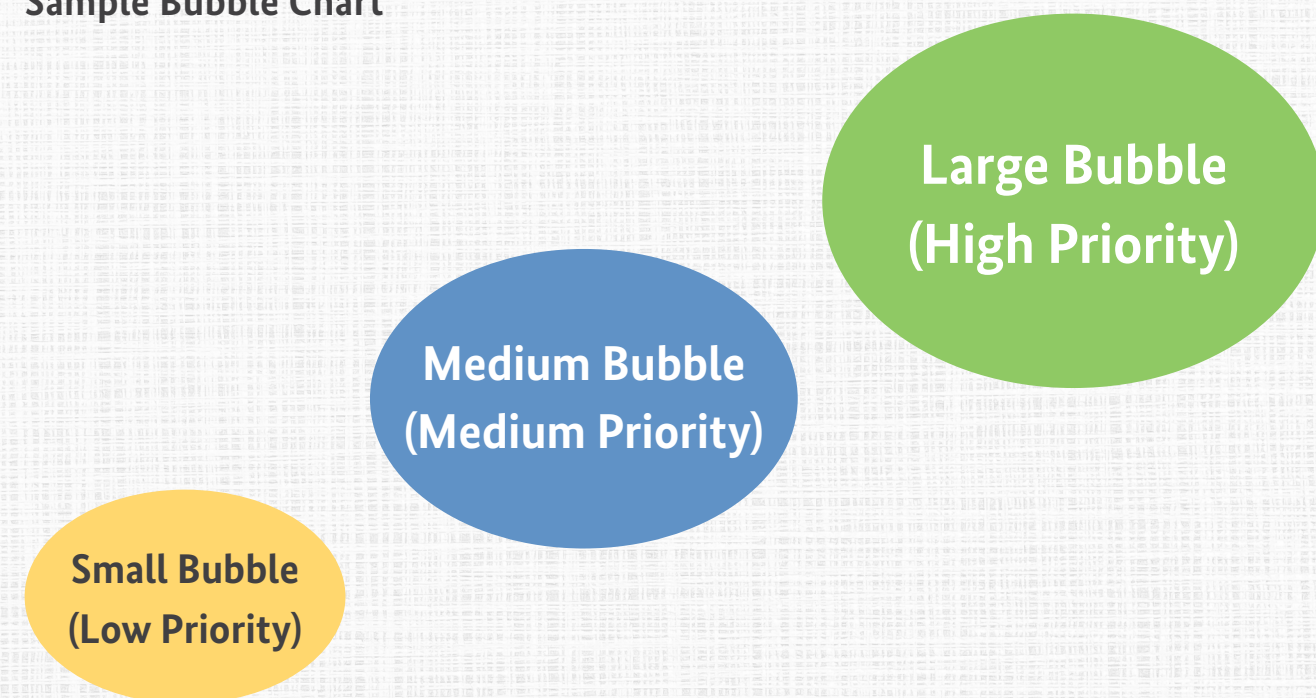 Sample Bubble Chart
Large Bubble
(High Priority)
Medium Bubble
(Medium Priority)
Small Bubble
(Low Priority)